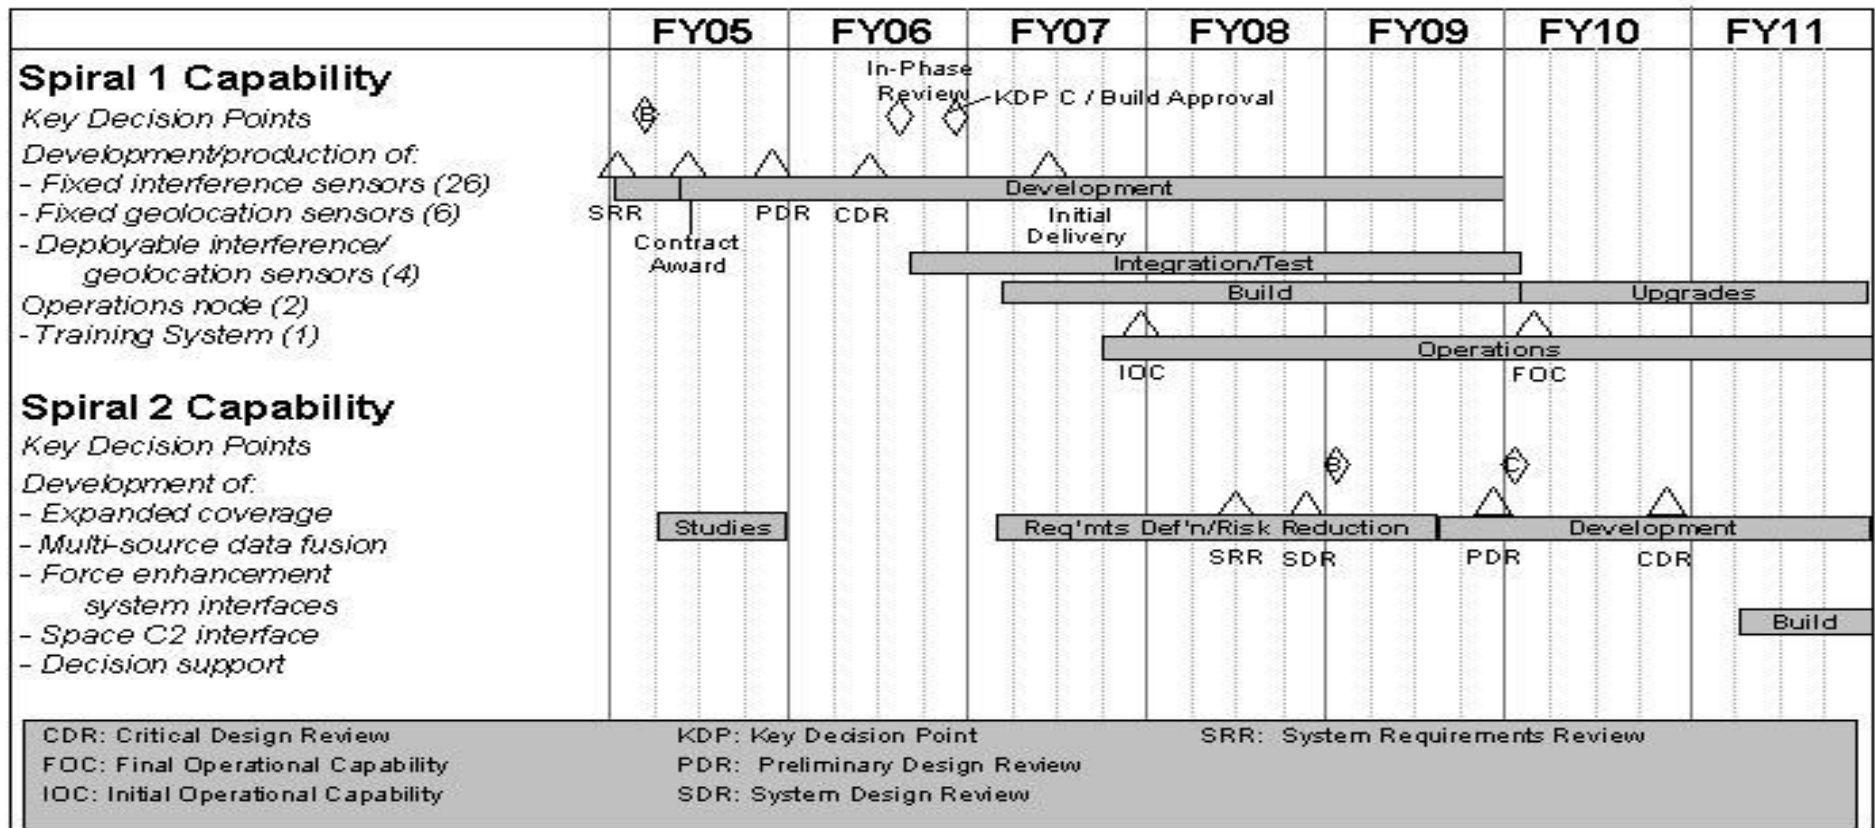 FY05 FY06 FY07 FY08 FY09 FY10 FY11
Spiral 1 Capability
In-Phase
Review
KDP C / Build Approval
Key Decision Points
B
Development/production of:
- Fixed interference sensors (26)
Development
- Fixed geolocation sensors (6)
SRR PDR CDR Initial
Delivery
Contract
Award
- Deployable interference/
geolocation sensors (4)
Integration/Test
Operations node (2)
Build Upgrades
- Training System (1)
Operations
IOC FOC
Spiral 2 Capability
Key Decision Points
B C
Development of:
- Expanded coverage
Studies Req'mts Def'n/Risk Reduction Development
- Multi-source data fusion
SRR SDR PDR CDR
- Force enhancement
system interfaces
- Space C2 interface
Build
- Decision support
CDR: Critical Design Review KDP: Key Decision Point SRR: System Requirements Review
FOC: Final Operational Capability PDR: Preliminary Design Review
IOC: Initial Operational Capability SDR: System Design Review